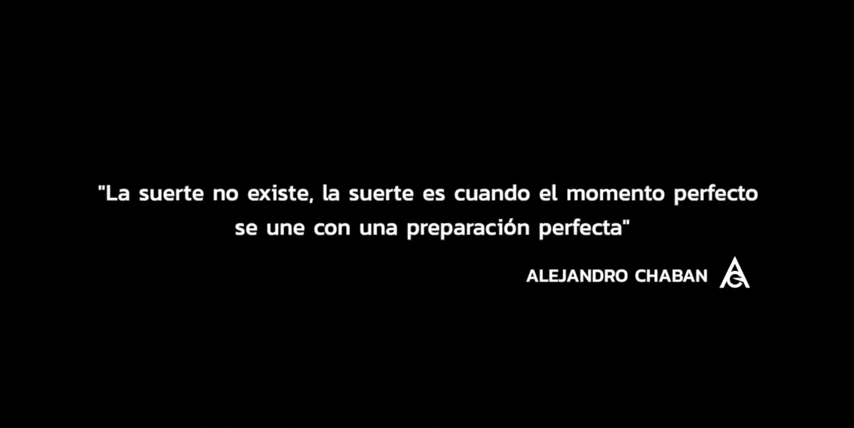 "La suerte no existe, la suerte es cuando el momento perfecto
se une con una preparación perfecta"
ALEJANDRO CHABAN